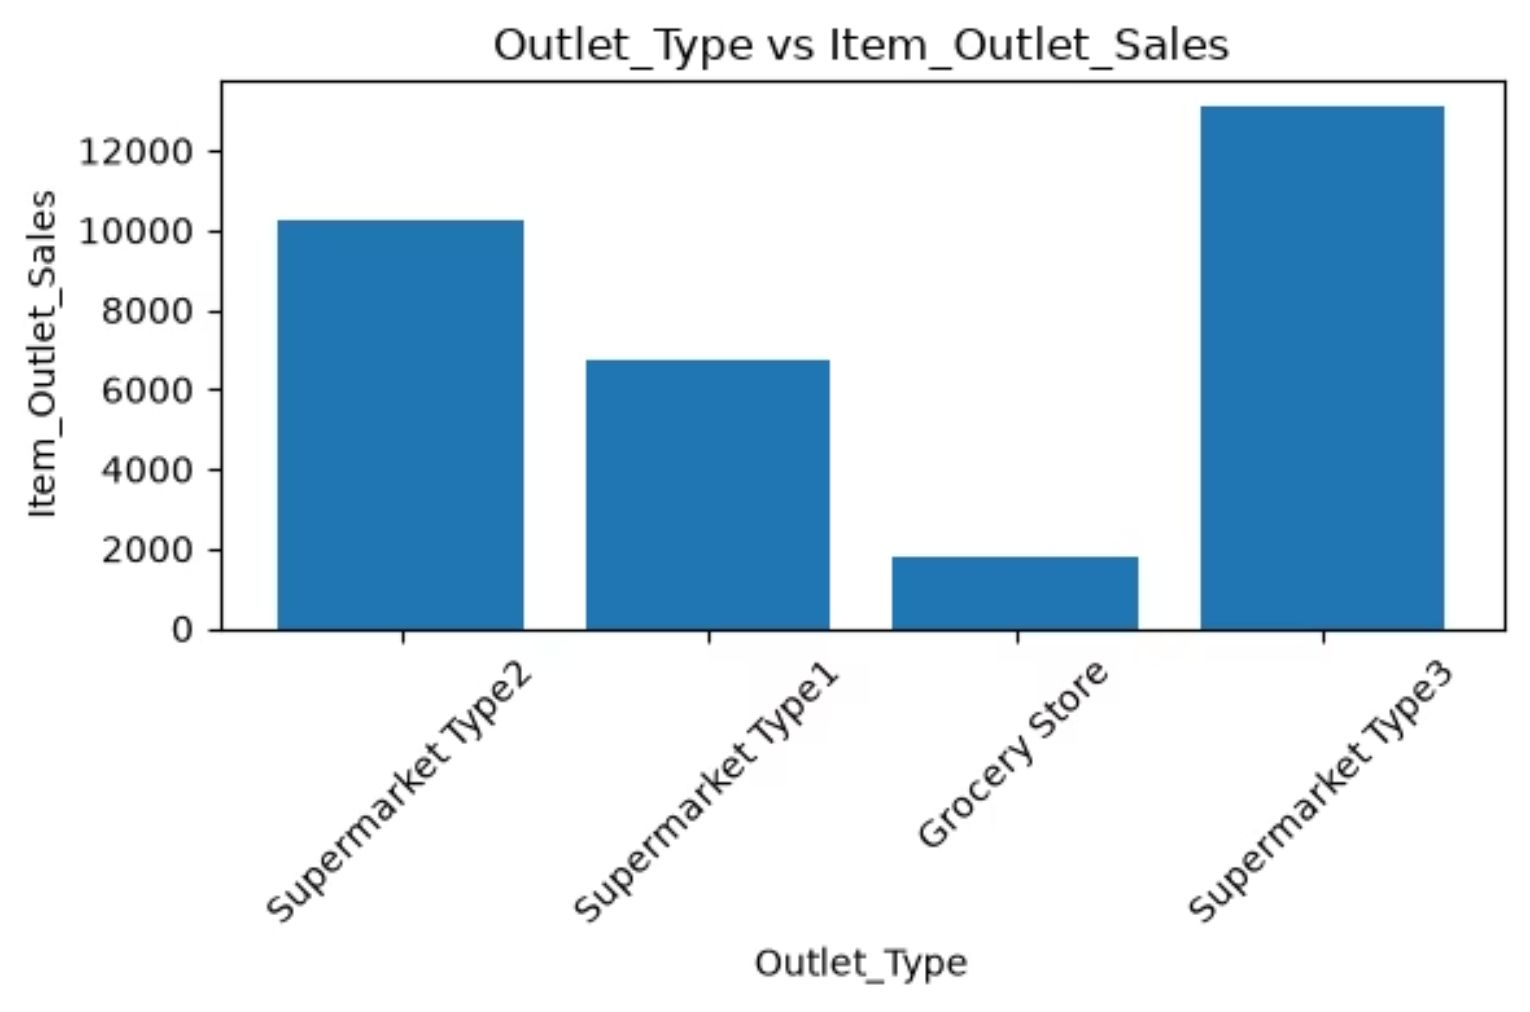 Outlet_Type vs Item_Outlet_Sales
Item_Outlet_Sales
12000
10000
8000
6000
4000
2000
0
Supermarket Type2
Supermarket Type1
Grocery Store
Supermarket Type3
Outlet_Type